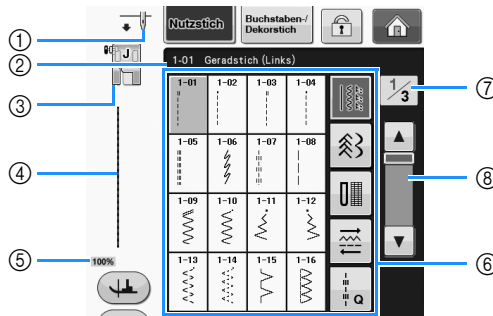 Nutzstich
Buchstaben-/
Dekorstich
①
②
J
1-01 Geradstich (Links)
③
1-01 1-02 1-03 1-04
1/3
⑦
1-05 1-06 1-07 1-08
④
⑧
1-09 1-10 1-11 1-12
⑤
100%
⑥
1-13 1-14 1-15 1-16
Q